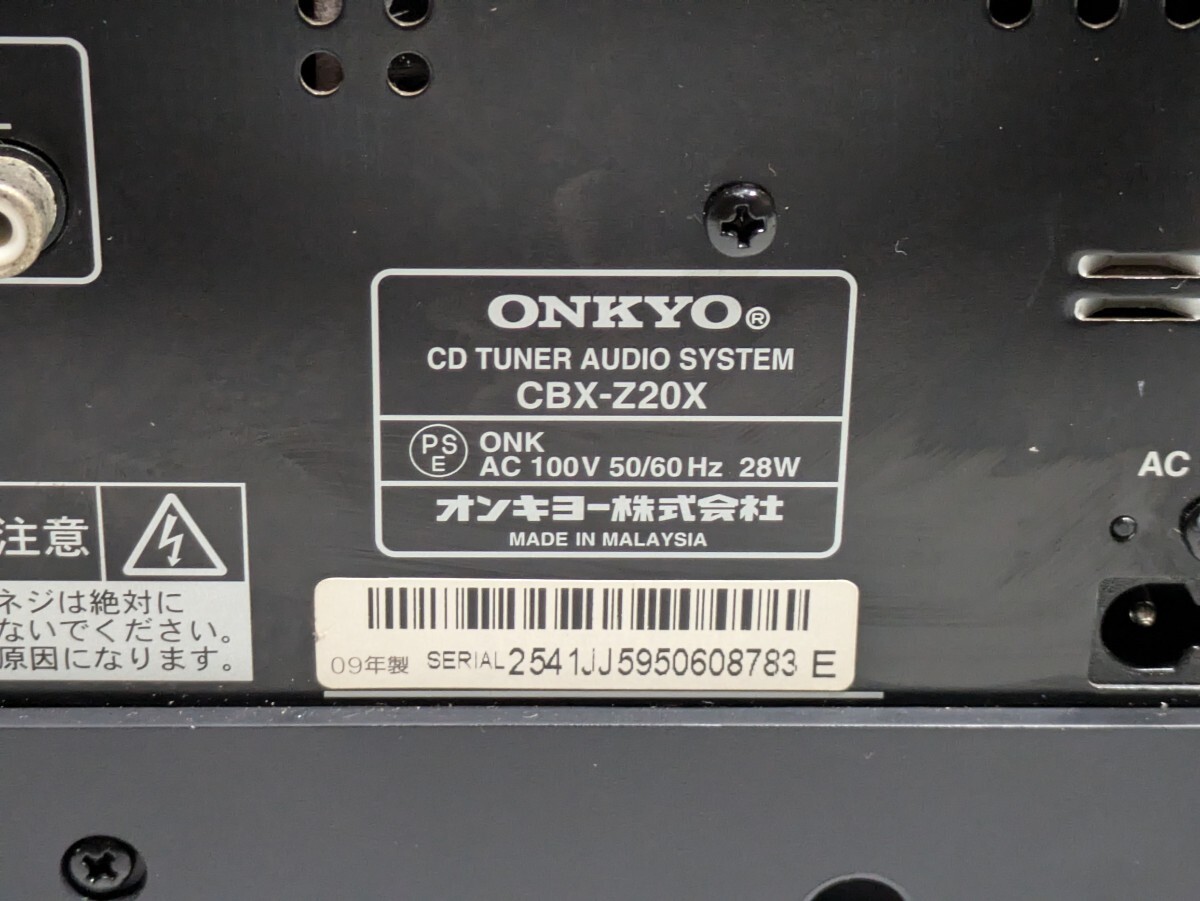 ONKYO®
CD TUNER AUDIO SYSTEM
CBX-Z20X
PS
E
ONK
AC 100V 50/60Hz 28W
オンキヨー株式会社
MADE IN MALAYSIA
09年製 SERIAL 2541JJ5950608783 E
注意
ネジは絶対に
ないでください。
原因になります。
AC